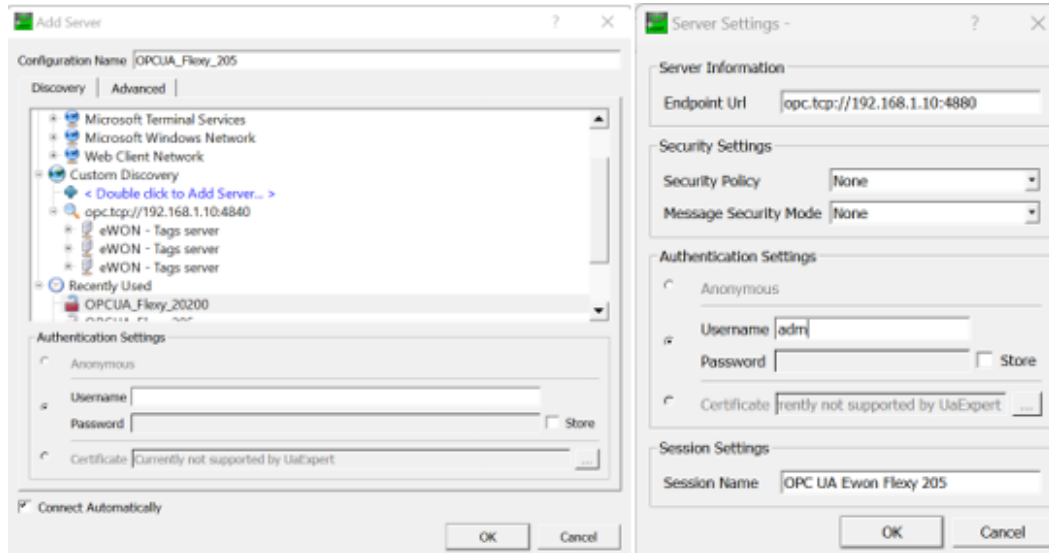 Add Server
Configuration Name OPCUA_Flexy_205
Discovery Advanced
Microsoft Terminal Services
Microsoft Windows Network
Web Client Network
Custom Discovery
< Double click to Add Server... >
opc.tcp://192.168.1.10:4840
eWON - Tags server
eWON - Tags server
eWON - Tags server
Recently Used
OPCUA_Flexy_20200
Authentication Settings
Anonymous
Username
Password Store
Certificate Currently not supported by UaExpert ...
Connect Automatically
OK Cancel
Server Settings -
Server Information
Endpoint Url opc.tcp://192.168.1.10:4880
Security Settings
Security Policy None
Message Security Mode None
Authentication Settings
Anonymous
Username adm
Password Store
Certificate rently not supported by UaExpert ...
Session Settings
Session Name OPC UA Ewon Flexy 205
OK Cancel